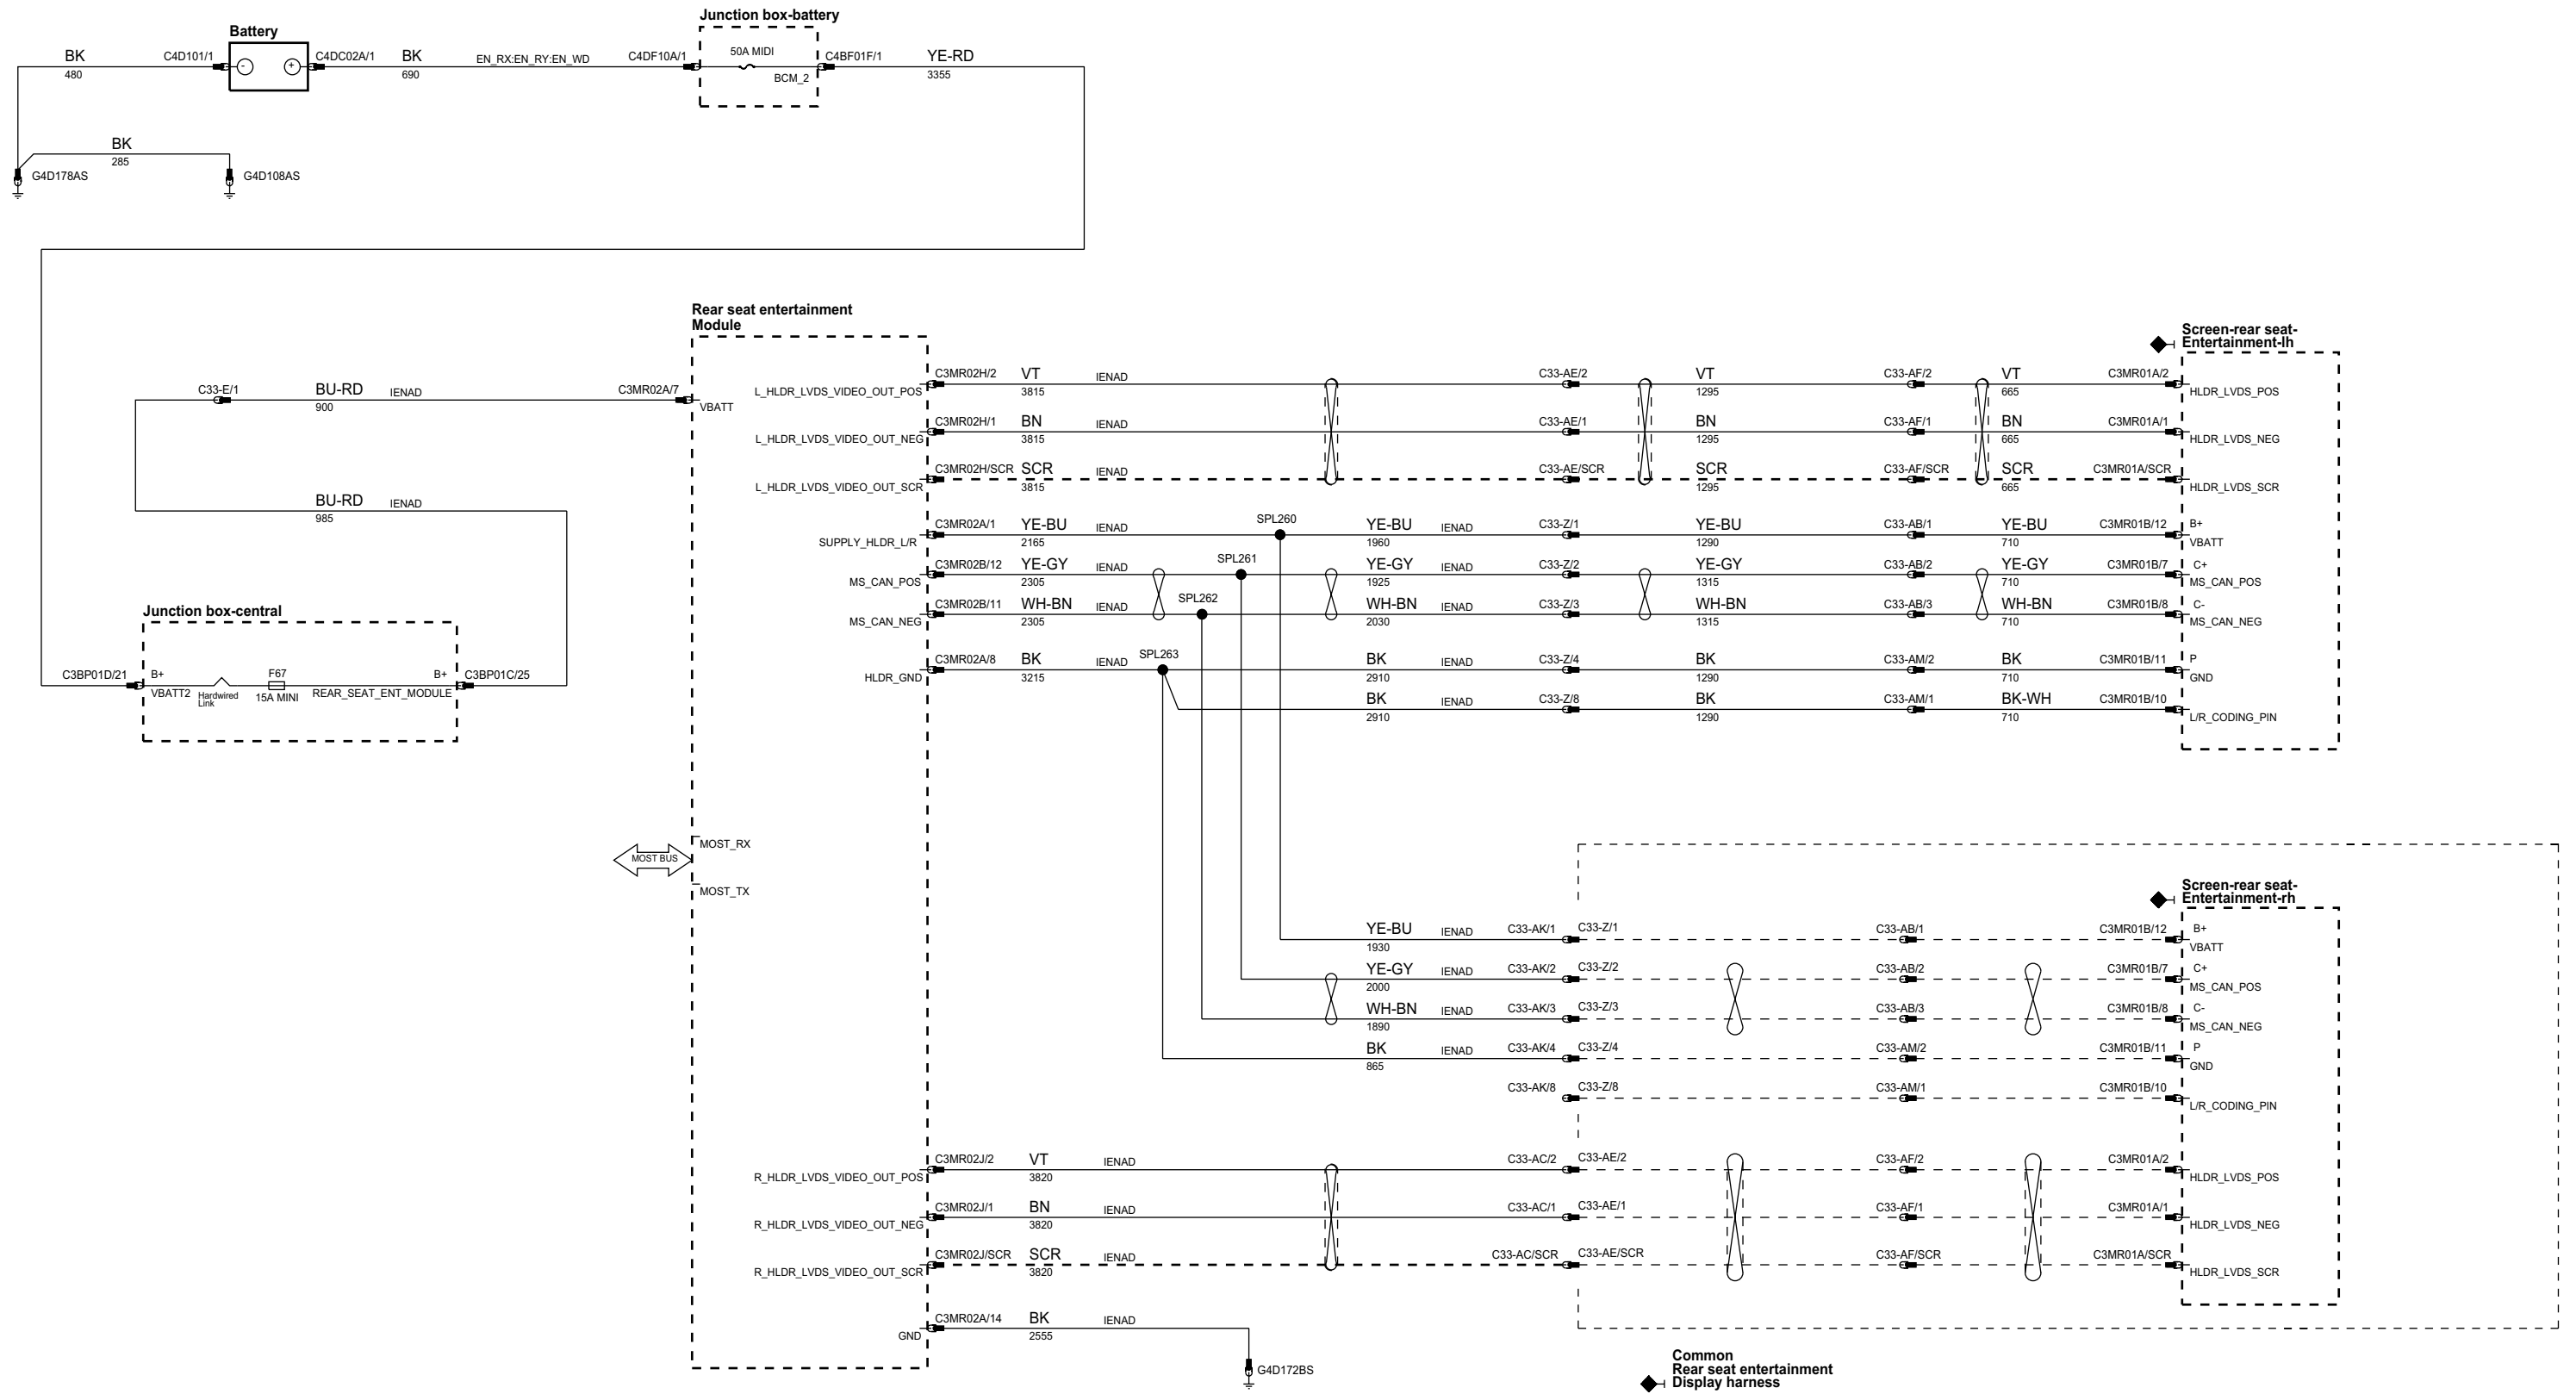 Junction box-battery
Battery
BK
480
C4D101/1
-
+
C4DC02A/1
BK
690
EN_RX:EN_RY:EN_WD
C4DF10A/1
50A MIDI
BCM_2
C4BF01F/1
YE-RD
3355
BK
285
G4D178AS
G4D108AS
Rear seat entertainment
Module
C33-E/1
BU-RD
900
IENAD
C3MR02A/7
VBATT
BU-RD
985
IENAD
Junction box-central
C3BP01D/21
B+
VBATT2
Hardwired
Link
F67
15A MINI
B+
REAR_SEAT_ENT_MODULE
C3BP01C/25
MOST BUS
MOST_RX
MOST_TX
Screen-rear seat-
Entertainment-lh
L_HLDR_LVDS_VIDEO_OUT_POS
C3MR02H/2
VT
3815
IENAD
C33-AE/2
VT
1295
C33-AF/2
VT
665
C3MR01A/2
HLDR_LVDS_POS
L_HLDR_LVDS_VIDEO_OUT_NEG
C3MR02H/1
BN
3815
IENAD
C33-AE/1
BN
1295
C33-AF/1
BN
665
C3MR01A/1
HLDR_LVDS_NEG
L_HLDR_LVDS_VIDEO_OUT_SCR
C3MR02H/SCR
SCR
3815
IENAD
C33-AE/SCR
SCR
1295
C33-AF/SCR
SCR
665
C3MR01A/SCR
HLDR_LVDS_SCR
SUPPLY_HLDR_L/R
C3MR02A/1
YE-BU
2165
IENAD
SPL260
YE-BU
1960
IENAD
C33-Z/1
YE-BU
1290
C33-AB/1
YE-BU
710
C3MR01B/12
B+
VBATT
MS_CAN_POS
C3MR02B/12
YE-GY
2305
IENAD
SPL261
YE-GY
1925
IENAD
C33-Z/2
YE-GY
1315
C33-AB/2
YE-GY
710
C3MR01B/7
C+
MS_CAN_POS
MS_CAN_NEG
C3MR02B/11
WH-BN
2305
IENAD
SPL262
WH-BN
2030
IENAD
C33-Z/3
WH-BN
1315
C33-AB/3
WH-BN
710
C3MR01B/8
C-
MS_CAN_NEG
HLDR_GND
C3MR02A/8
BK
3215
IENAD
SPL263
BK
2910
IENAD
C33-Z/4
BK
1290
C33-AM/2
BK
710
C3MR01B/11
P
GND
BK
2910
IENAD
C33-Z/8
BK
1290
C33-AM/1
BK-WH
710
C3MR01B/10
L/R_CODING_PIN
Screen-rear seat-
Entertainment-rh
YE-BU
1930
IENAD
C33-AK/1
C33-Z/1
C33-AB/1
C3MR01B/12
B+
VBATT
YE-GY
2000
IENAD
C33-AK/2
C33-Z/2
C33-AB/2
C3MR01B/7
C+
MS_CAN_POS
WH-BN
1890
IENAD
C33-AK/3
C33-Z/3
C33-AB/3
C3MR01B/8
C-
MS_CAN_NEG
BK
865
IENAD
C33-AK/4
C33-Z/4
C33-AM/2
C3MR01B/11
P
GND
C33-AK/8
C33-Z/8
C33-AM/1
C3MR01B/10
L/R_CODING_PIN
R_HLDR_LVDS_VIDEO_OUT_POS
C3MR02J/2
VT
3820
IENAD
C33-AC/2
C33-AE/2
C33-AF/2
C3MR01A/2
HLDR_LVDS_POS
R_HLDR_LVDS_VIDEO_OUT_NEG
C3MR02J/1
BN
3820
IENAD
C33-AC/1
C33-AE/1
C33-AF/1
C3MR01A/1
HLDR_LVDS_NEG
R_HLDR_LVDS_VIDEO_OUT_SCR
C3MR02J/SCR
SCR
3820
IENAD
C33-AC/SCR
C33-AE/SCR
C33-AF/SCR
C3MR01A/SCR
HLDR_LVDS_SCR
GND
C3MR02A/14
BK
2555
IENAD
G4D172BS
Common
Rear seat entertainment
Display harness